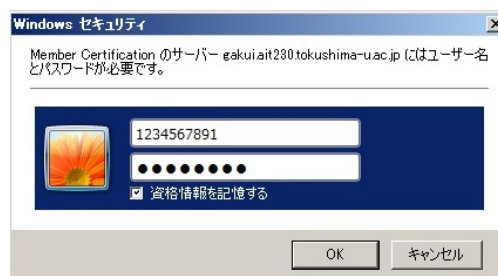 Windows セキュリティ
Member Certification のサーバー gakui.ait230.tokushima-u.ac.jp にはユーザー名
とパスワードが必要です。
1234567891
●●●●●●●●
資格情報を記憶する
OK
キャンセル